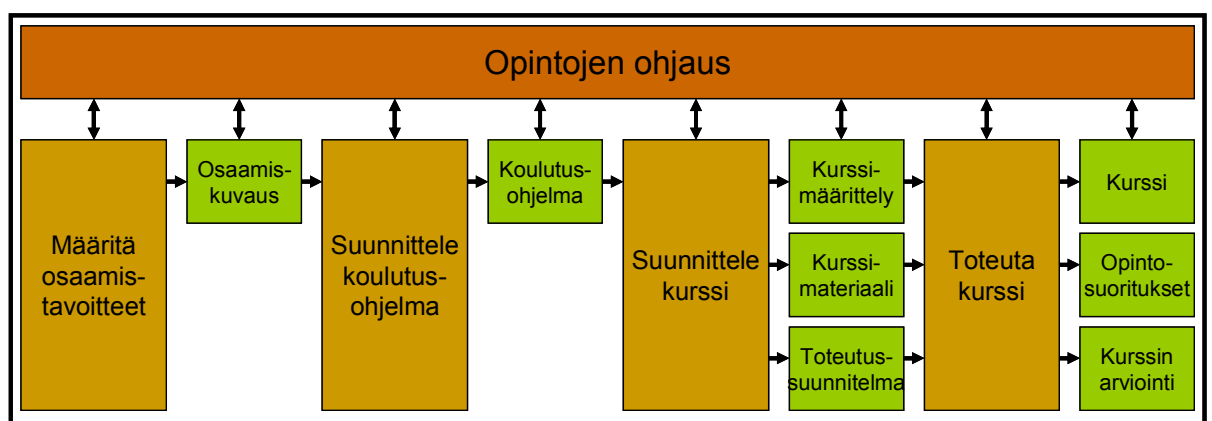 Opintojen ohjaus
Määritä
osaamis-
tavoitteet
Osaamis-
kuvaus
Suunnittele
koulutus-
ohjelma
Koulutus-
ohjelma
Suunnittele
kurssi
Kurssi-
määrittely
Kurssi-
materiaali
Toteutus-
suunnitelma
Toteuta
kurssi
Kurssi
Opinto-
suoritukset
Kurssin
arviointi